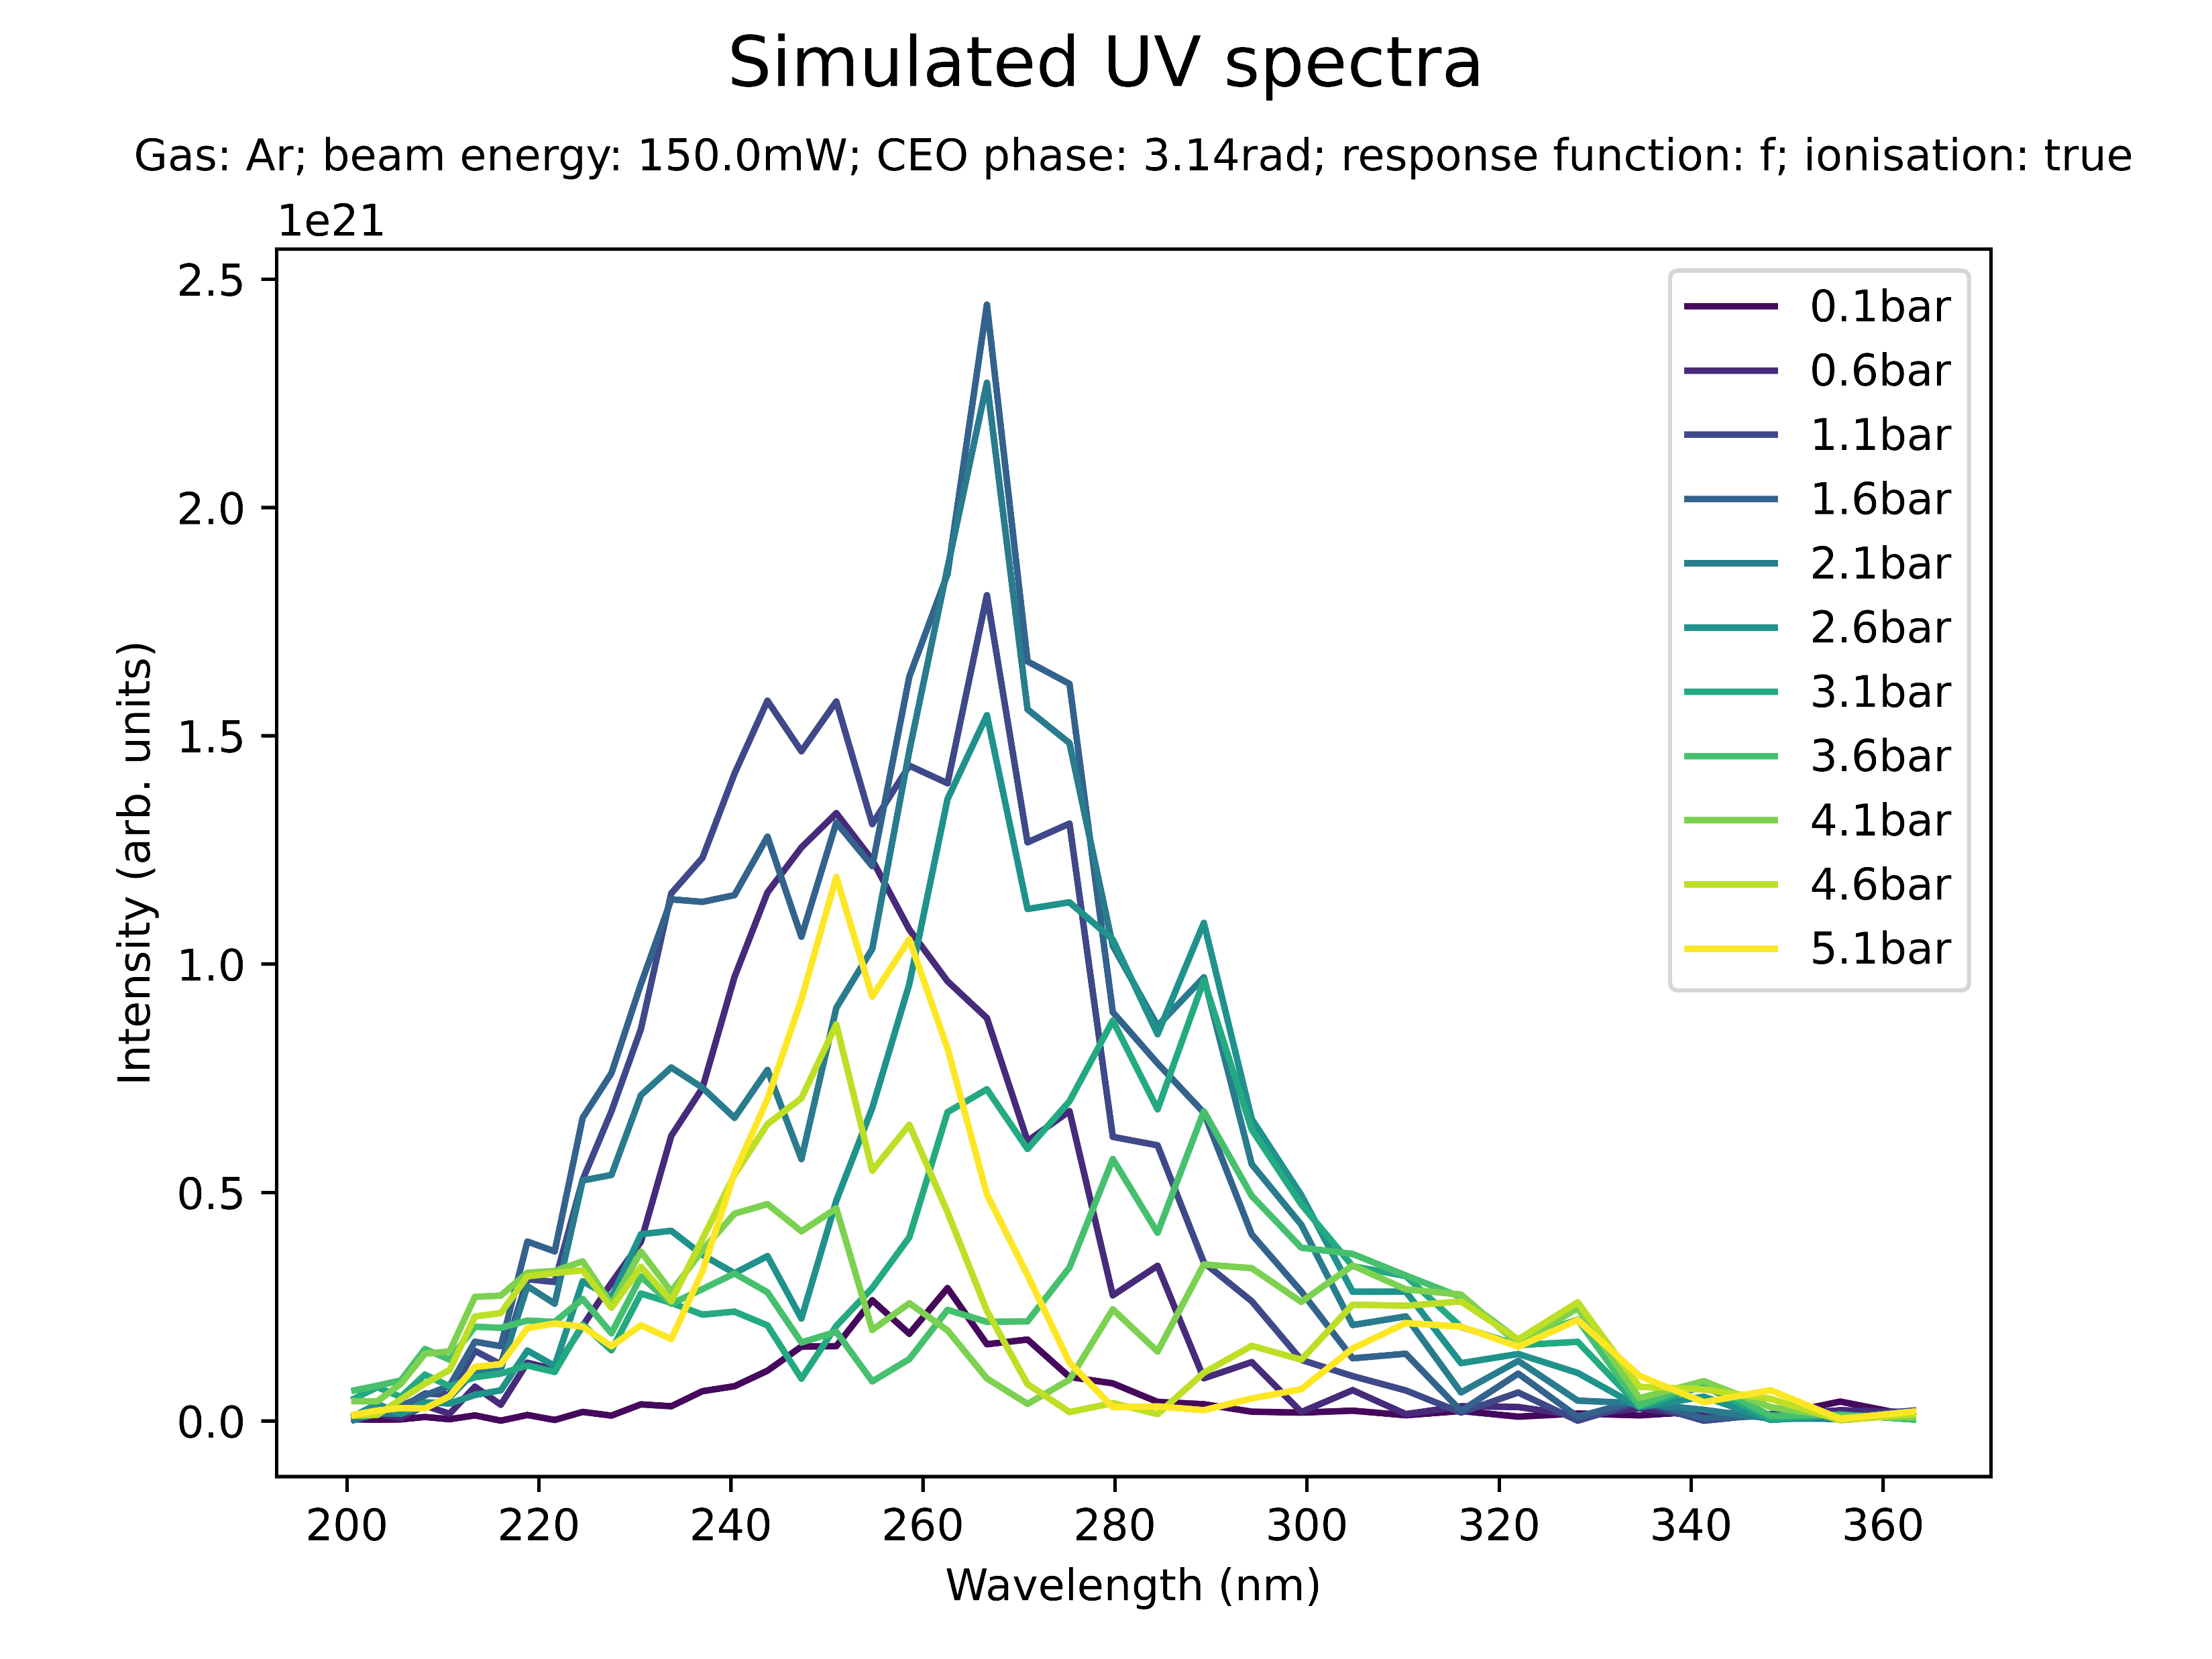 Simulated UV spectra
Gas: Ar; beam energy: 150.0mW; CEO phase: 3.14rad; response function: f; ionisation: true
1e21
2.5
2.0
1.5
1.0
0.5
0.0
Intensity (arb. units)
200 220 240 260 280 300 320 340 360
Wavelength (nm)
0.1bar
0.6bar
1.1bar
1.6bar
2.1bar
2.6bar
3.1bar
3.6bar
4.1bar
4.6bar
5.1bar